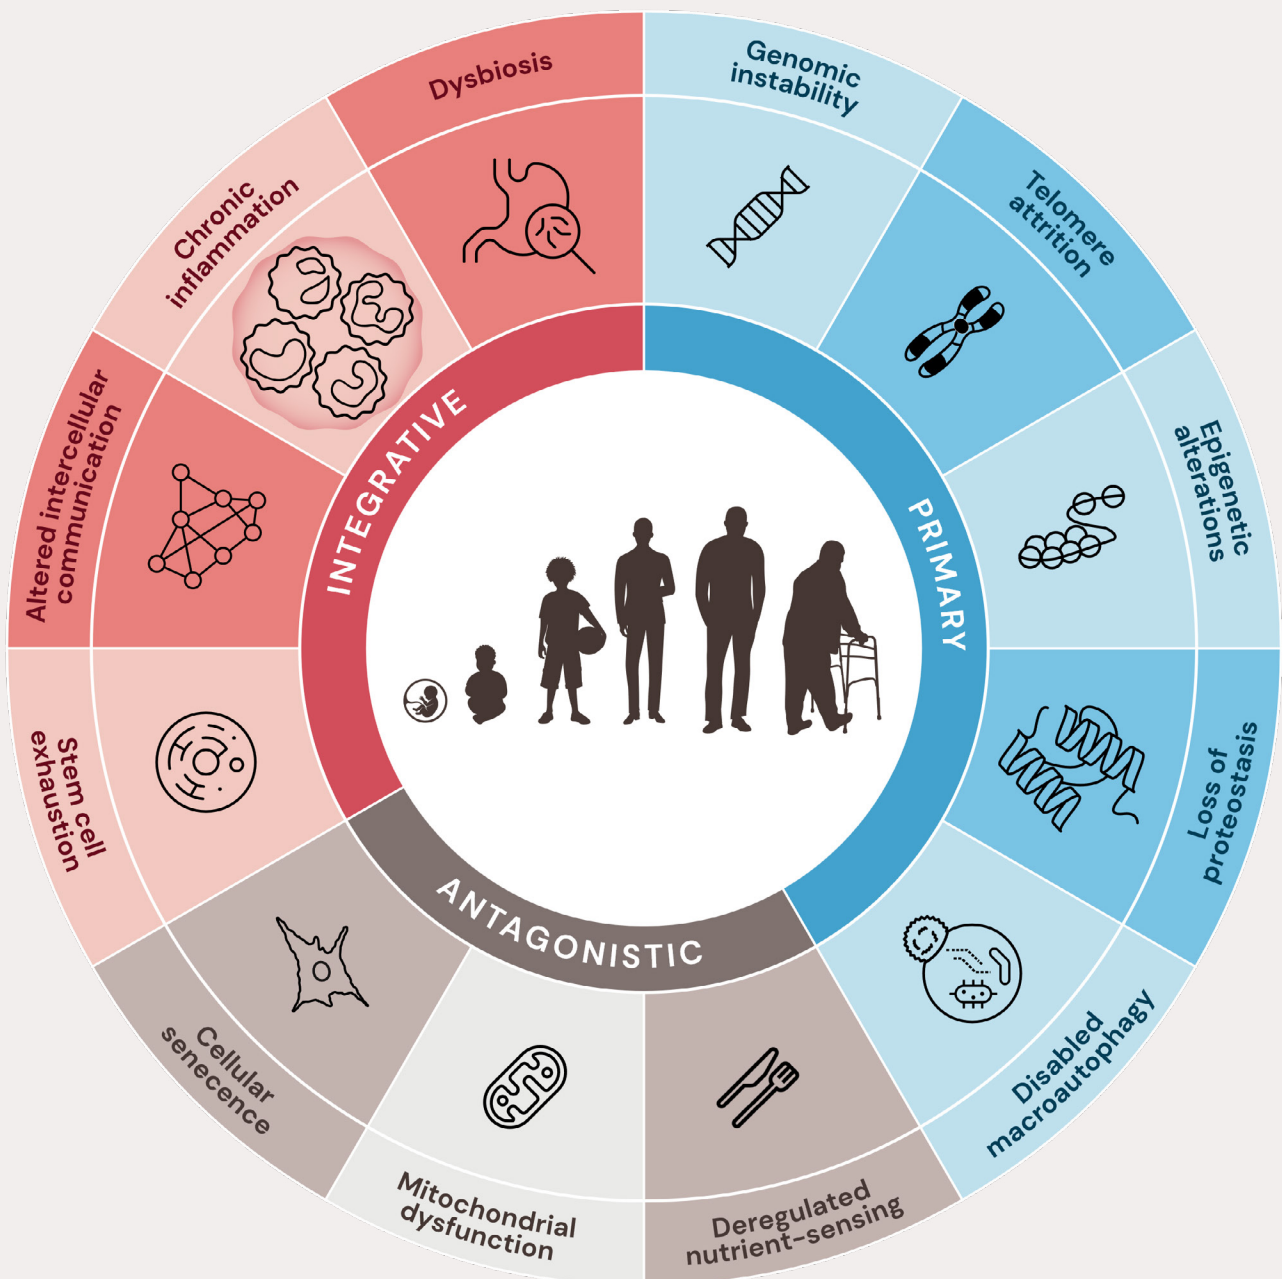 Genomic
instability
Telomere
attrition
Epigenetic
alterations
Loss of
proteostasis
Disabled
macroautophagy
Deregulated
nutrient-sensing
Mitochondrial
dysfunction
Cellular
senecence
Stem cell
exhaustion
Altered intercellular
communication
Chronic
inflammation
Dysbiosis
PRIMARY
ANTAGONISTIC
INTEGRATIVE